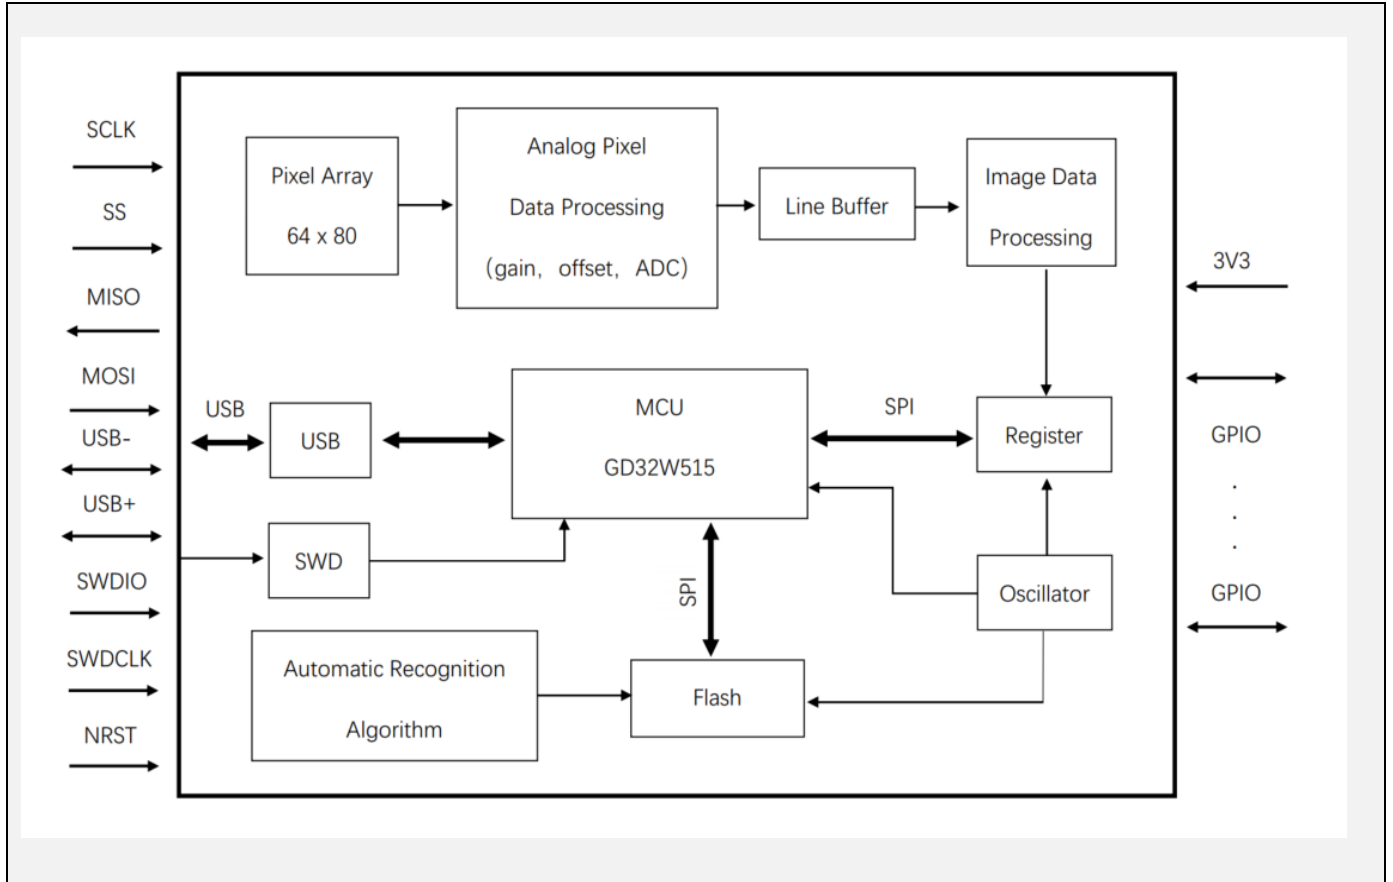 SCLK
SS
MISO
MOSI
USB-
USB+
SWDIO
SWDCLK
NRST
Pixel Array
64 x 80
Analog Pixel
Data Processing
(gain, offset, ADC)
Line Buffer
Image Data
Processing
USB
USB
MCU
GD32W515
SPI
Register
SWD
SPI
Oscillator
Automatic Recognition
Algorithm
Flash
3V3
GPIO
.
.
.
GPIO